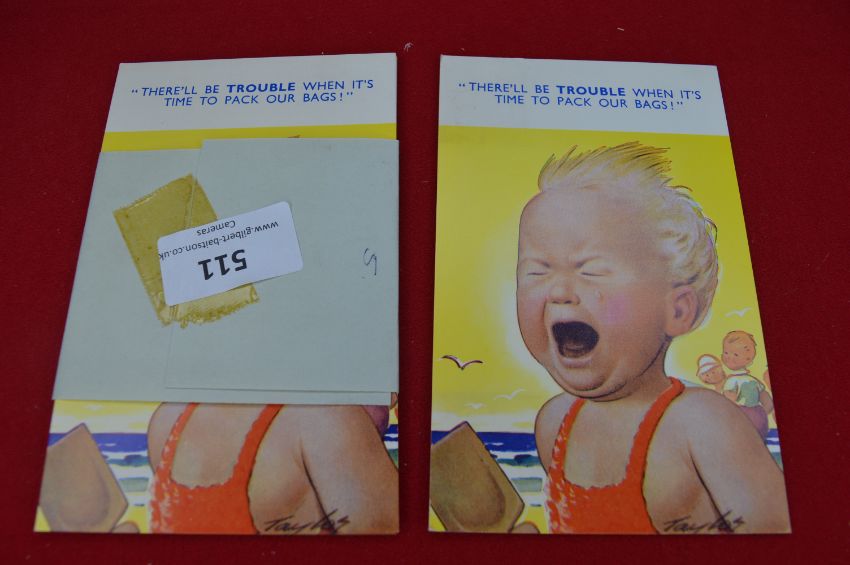 "THERE'LL BE TROUBLE WHEN IT'S
TIME TO PACK OUR BAGS!"
511
www.gilbert-baitson.co.uk
Cameras
Taylor
"THERE'LL BE TROUBLE WHEN IT'S
TIME TO PACK OUR BAGS!"
Taylor